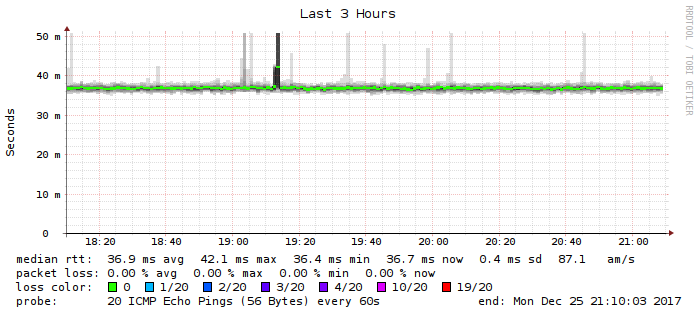 Last 3 Hours
RRDTOOL / TOBI OETIKER
Seconds
50 m
40 m
30 m
20 m
10 m
0
18:20 18:40 19:00 19:20 19:40 20:00 20:20 20:40 21:00
median rtt: 36.9 ms avg 42.1 ms max 36.4 ms min 36.7 ms now 0.4 ms sd 87.1 am/s
packet loss: 0.00 % avg 0.00 % max 0.00 % min 0.00 % now
loss color: 0 1/20 2/20 3/20 4/20 10/20 19/20
probe: 20 ICMP Echo Pings (56 Bytes) every 60s end: Mon Dec 25 21:10:03 2017